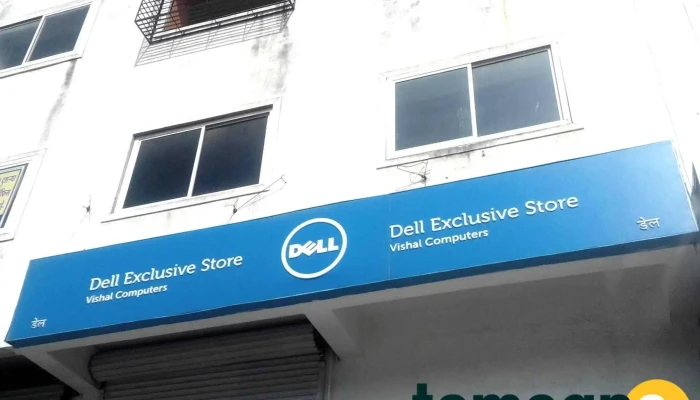 Dell Exclusive Store
Vishal Computers
डेल
DELL
Dell Exclusive Store
Vishal Computers
डेल